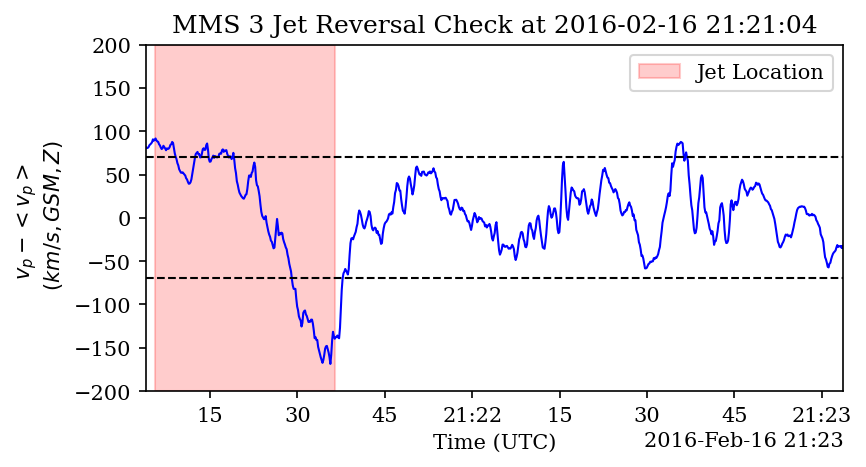 MMS 3 Jet Reversal Check at 2016-02-16 21:21:04
200
150
100
50
0
−50
−100
−150
−200
v_p − < v_p >
(km/s, GSM, Z)
Jet Location
15
30
45
21:22
15
30
45
21:23
Time (UTC)
2016-Feb-16 21:23